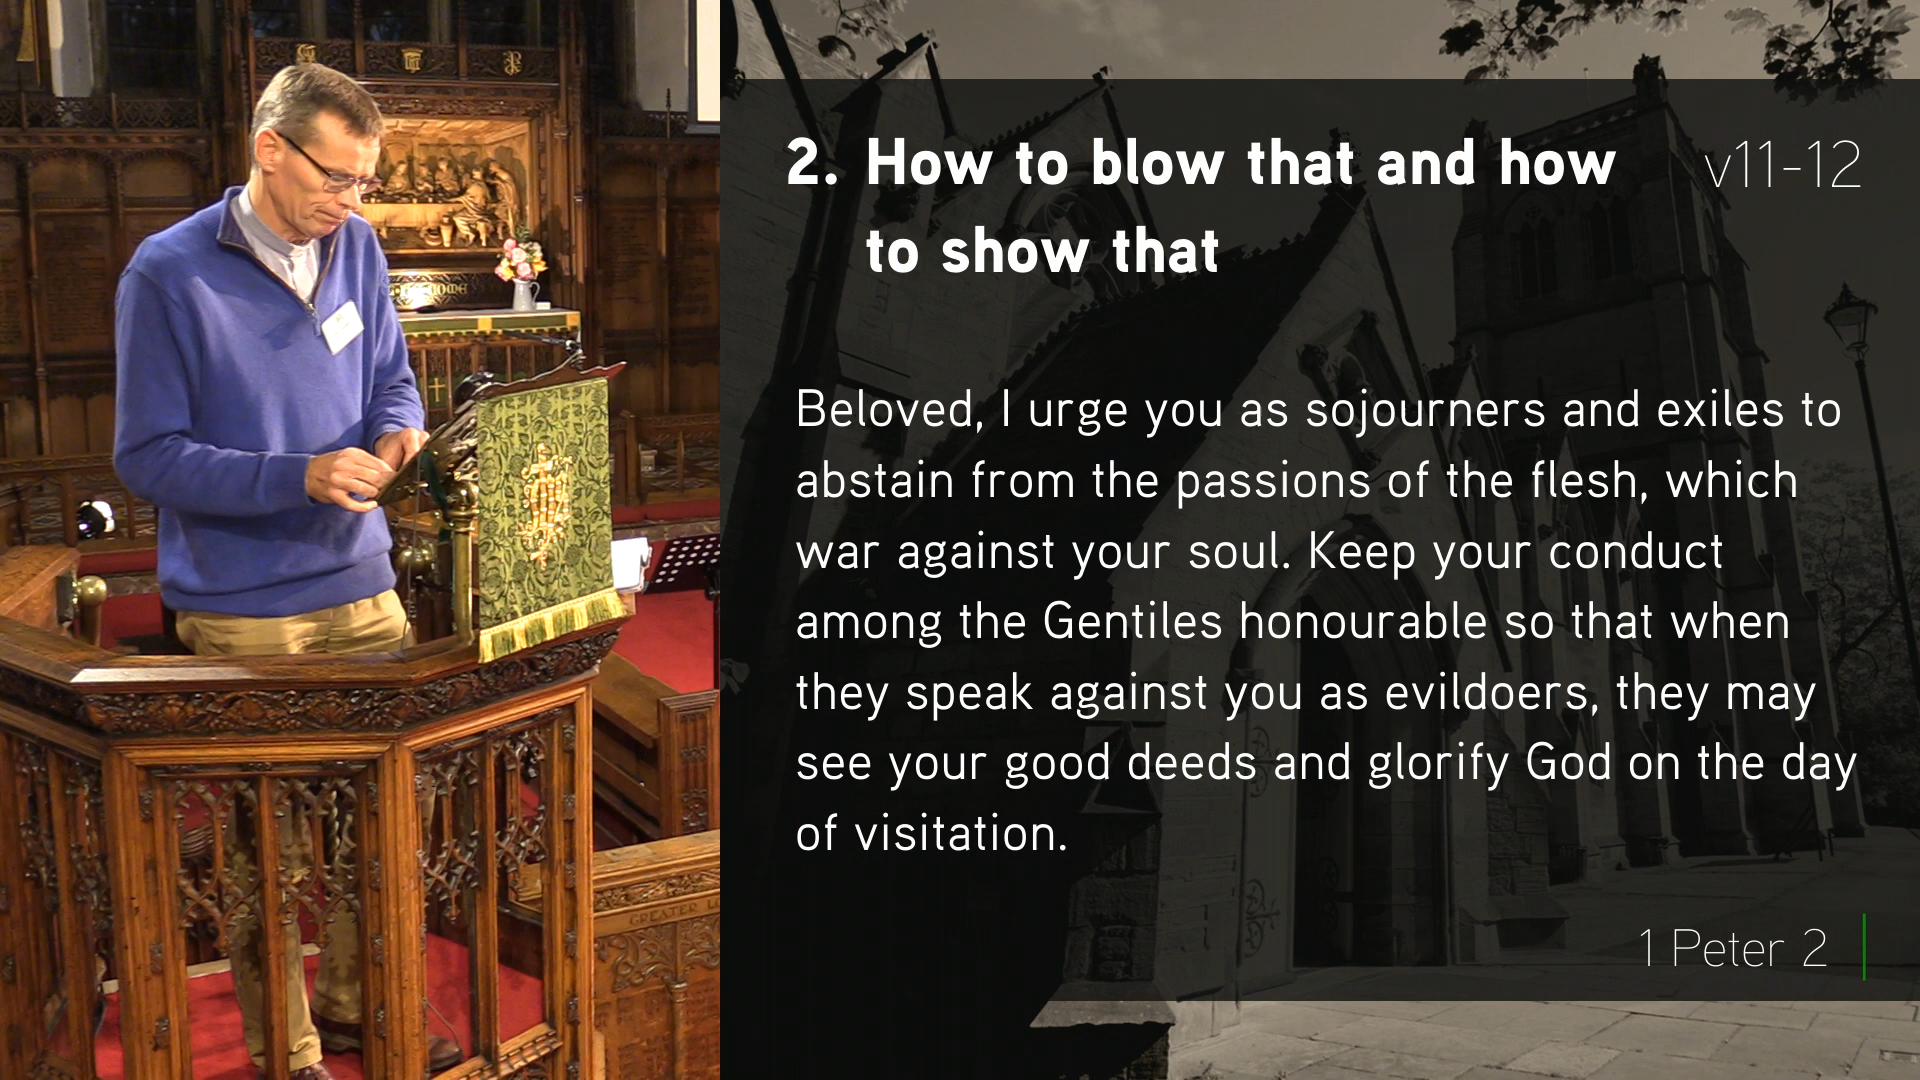 2. How to blow that and how
to show that
v11-12
Beloved, I urge you as sojourners and exiles to
abstain from the passions of the flesh, which
war against your soul. Keep your conduct
among the Gentiles honourable so that when
they speak against you as evildoers, they may
see your good deeds and glorify God on the day
of visitation.
1 Peter 2
GREATER